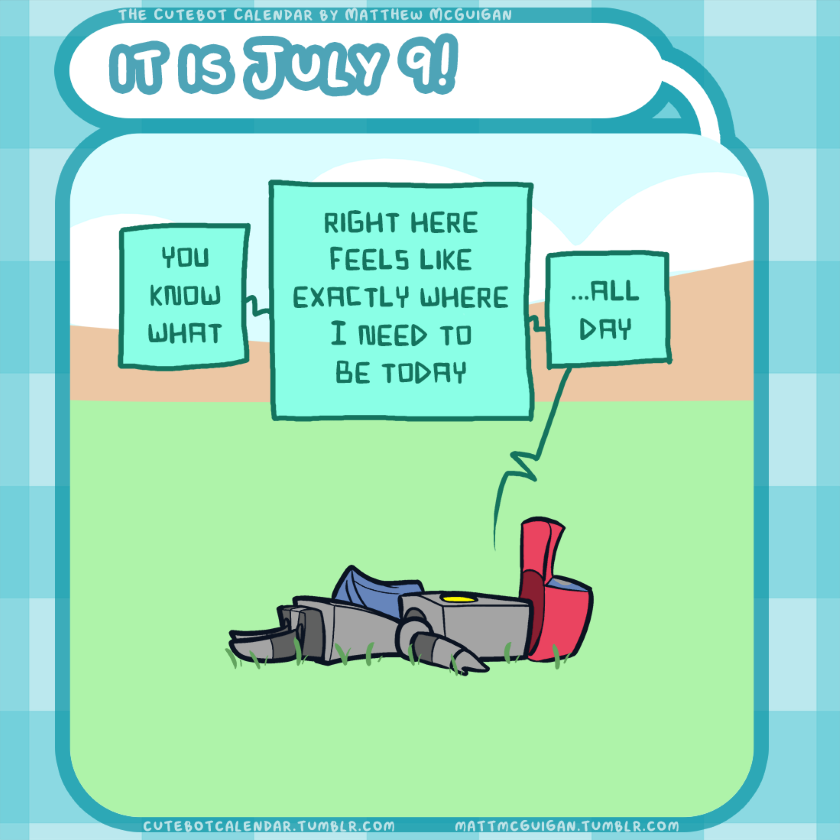 THE CUTEBOT CALENDAR BY MATTHEW MCGUIGAN
IT IS JULY 9!
YOU
KNOW
WHAT
RIGHT HERE
FEELS LIKE
EXACTLY WHERE
I NEED TO
BE TODAY
...ALL
DAY
CUTEBOTCALENDAR.TUMBLR.COM
MATTMCGUIGAN.TUMBLR.COM